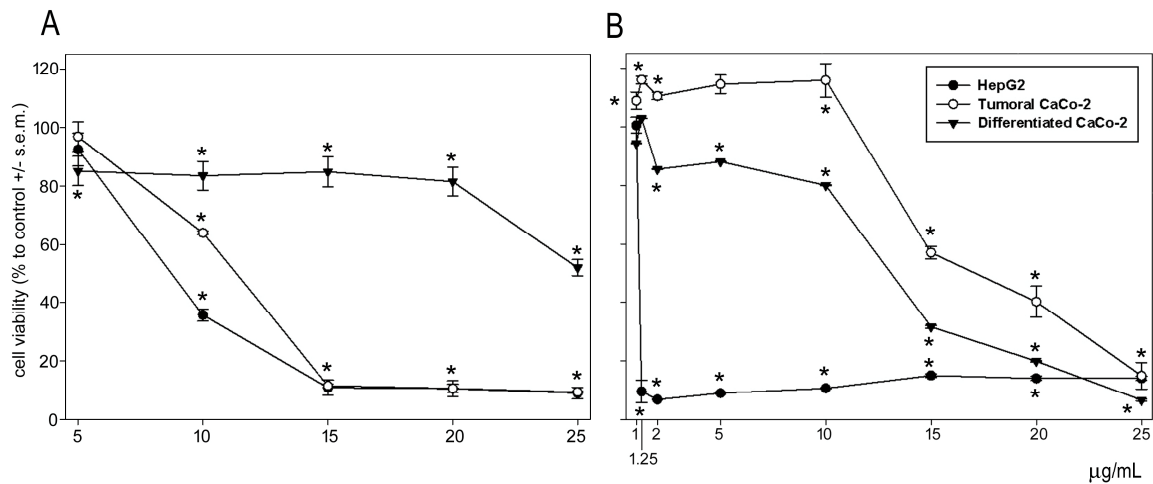 A
B
cell viability (% to control +/- s.e.m.)
120
100
80
60
40
20
0
5 10 15 20 25
HepG2
Tumoral CaCo-2
Differentiated CaCo-2
1 2 5 10 15 20 25
1.25
µg/mL